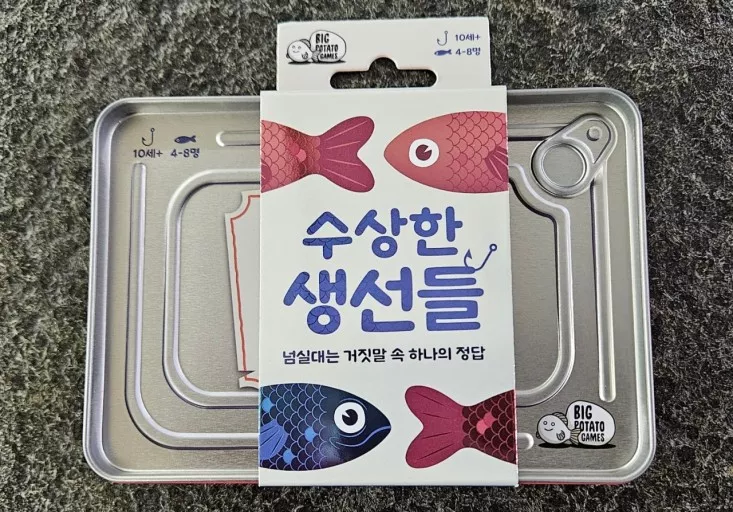 BIG
POTATO
GAMES
10세+
4-8명
10세+ 4-8명
수상한
생선들
넘실대는 거짓말 속 하나의 정답
BIG
POTATO
GAMES